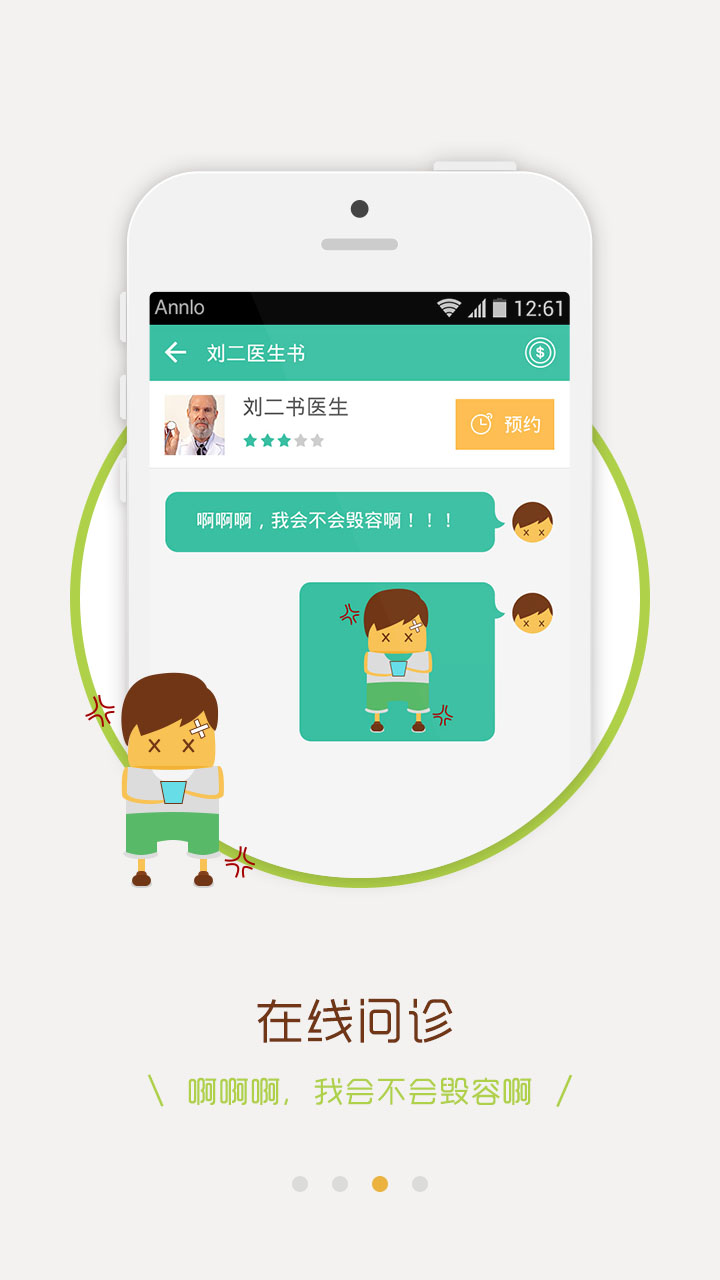 Annlo 12:61
刘二医生书
刘二书医生
预约
啊啊啊，我会不会毁容啊！！！
在线问诊
\ 啊啊啊，我会不会毁容啊 /